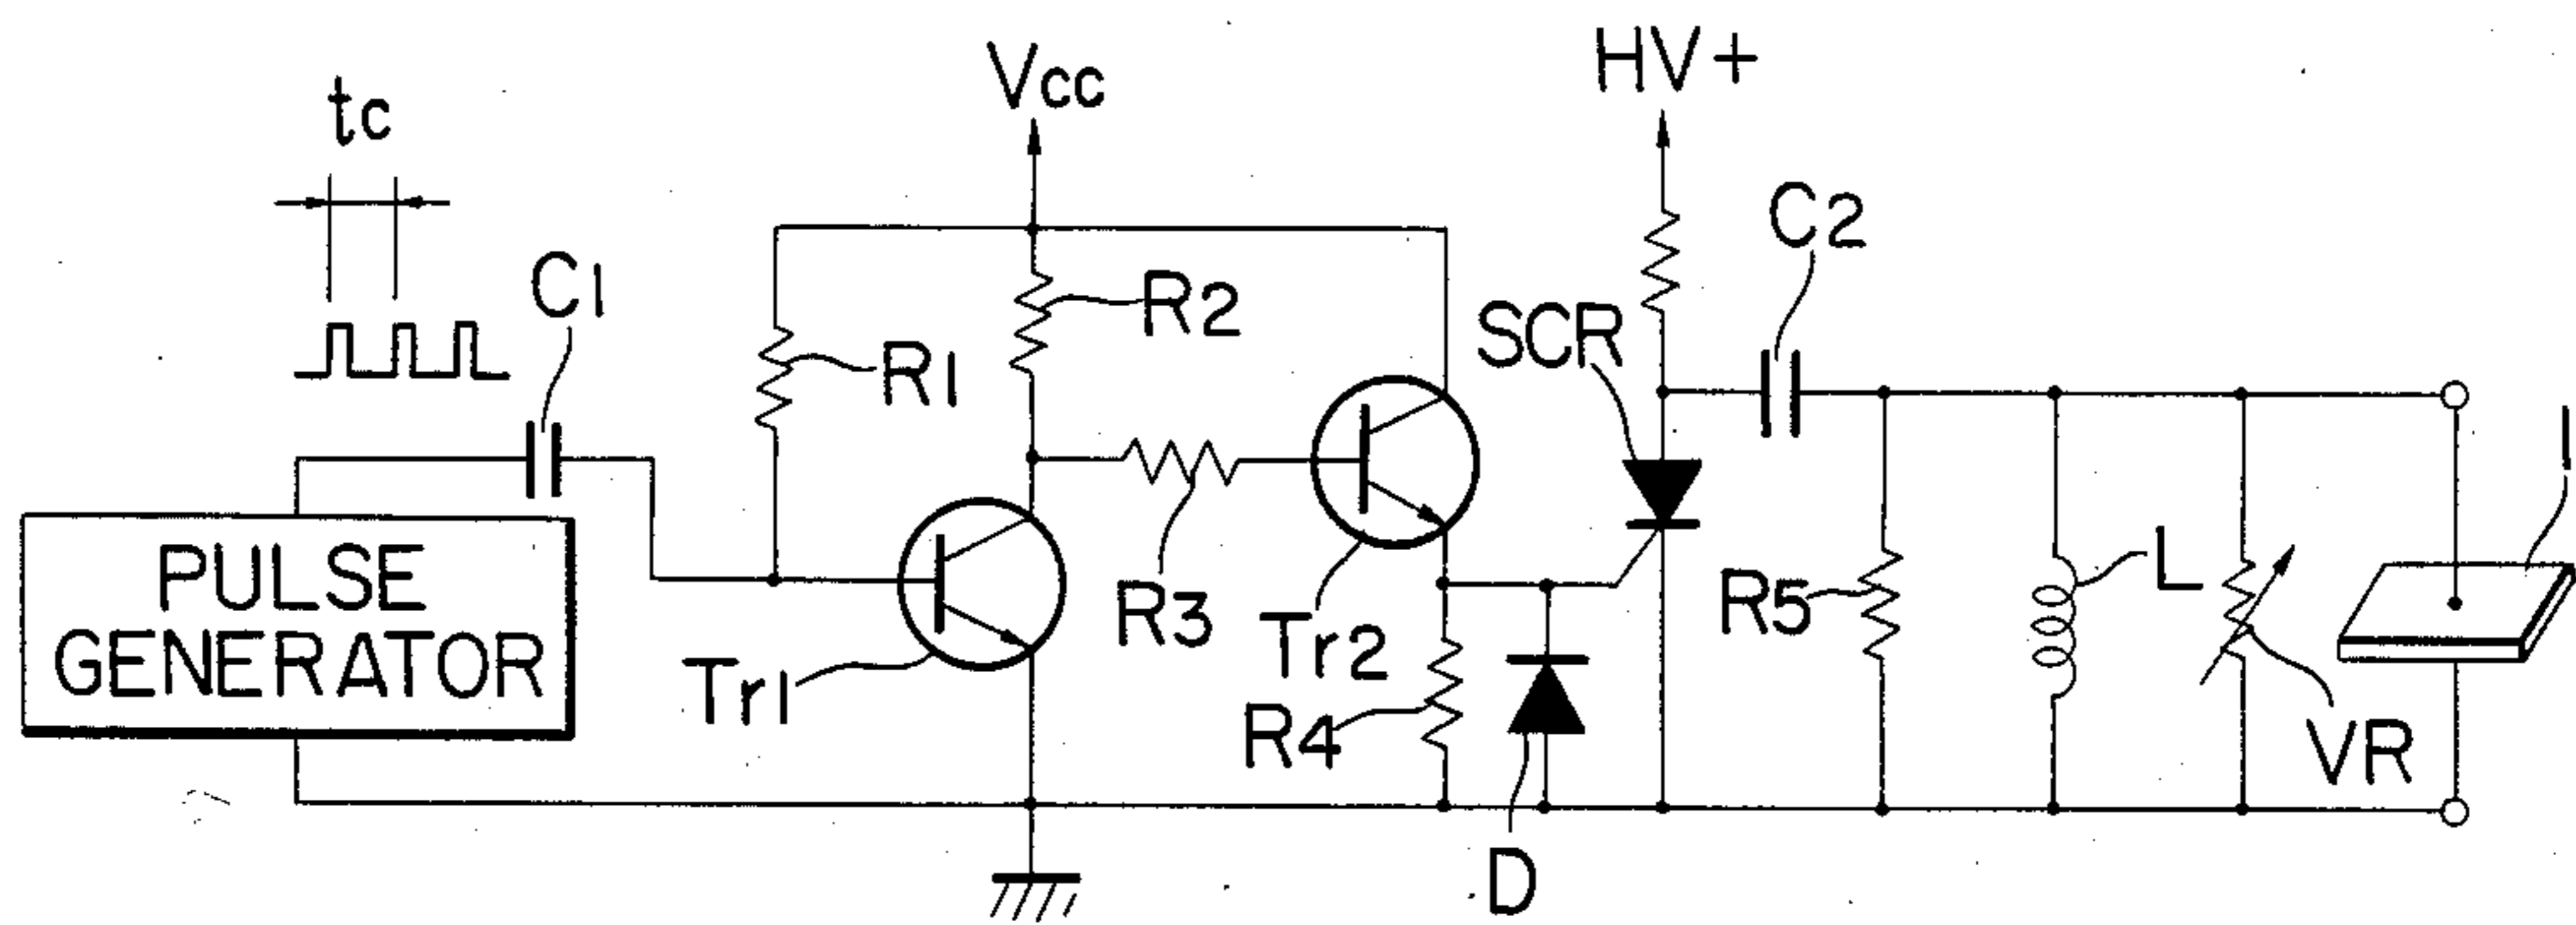 tc
Vcc
HV+
C1
R1
R2
SCR
C2
1
PULSE
GENERATOR
Tr1
R3
Tr2
R4
D
R5
L
VR